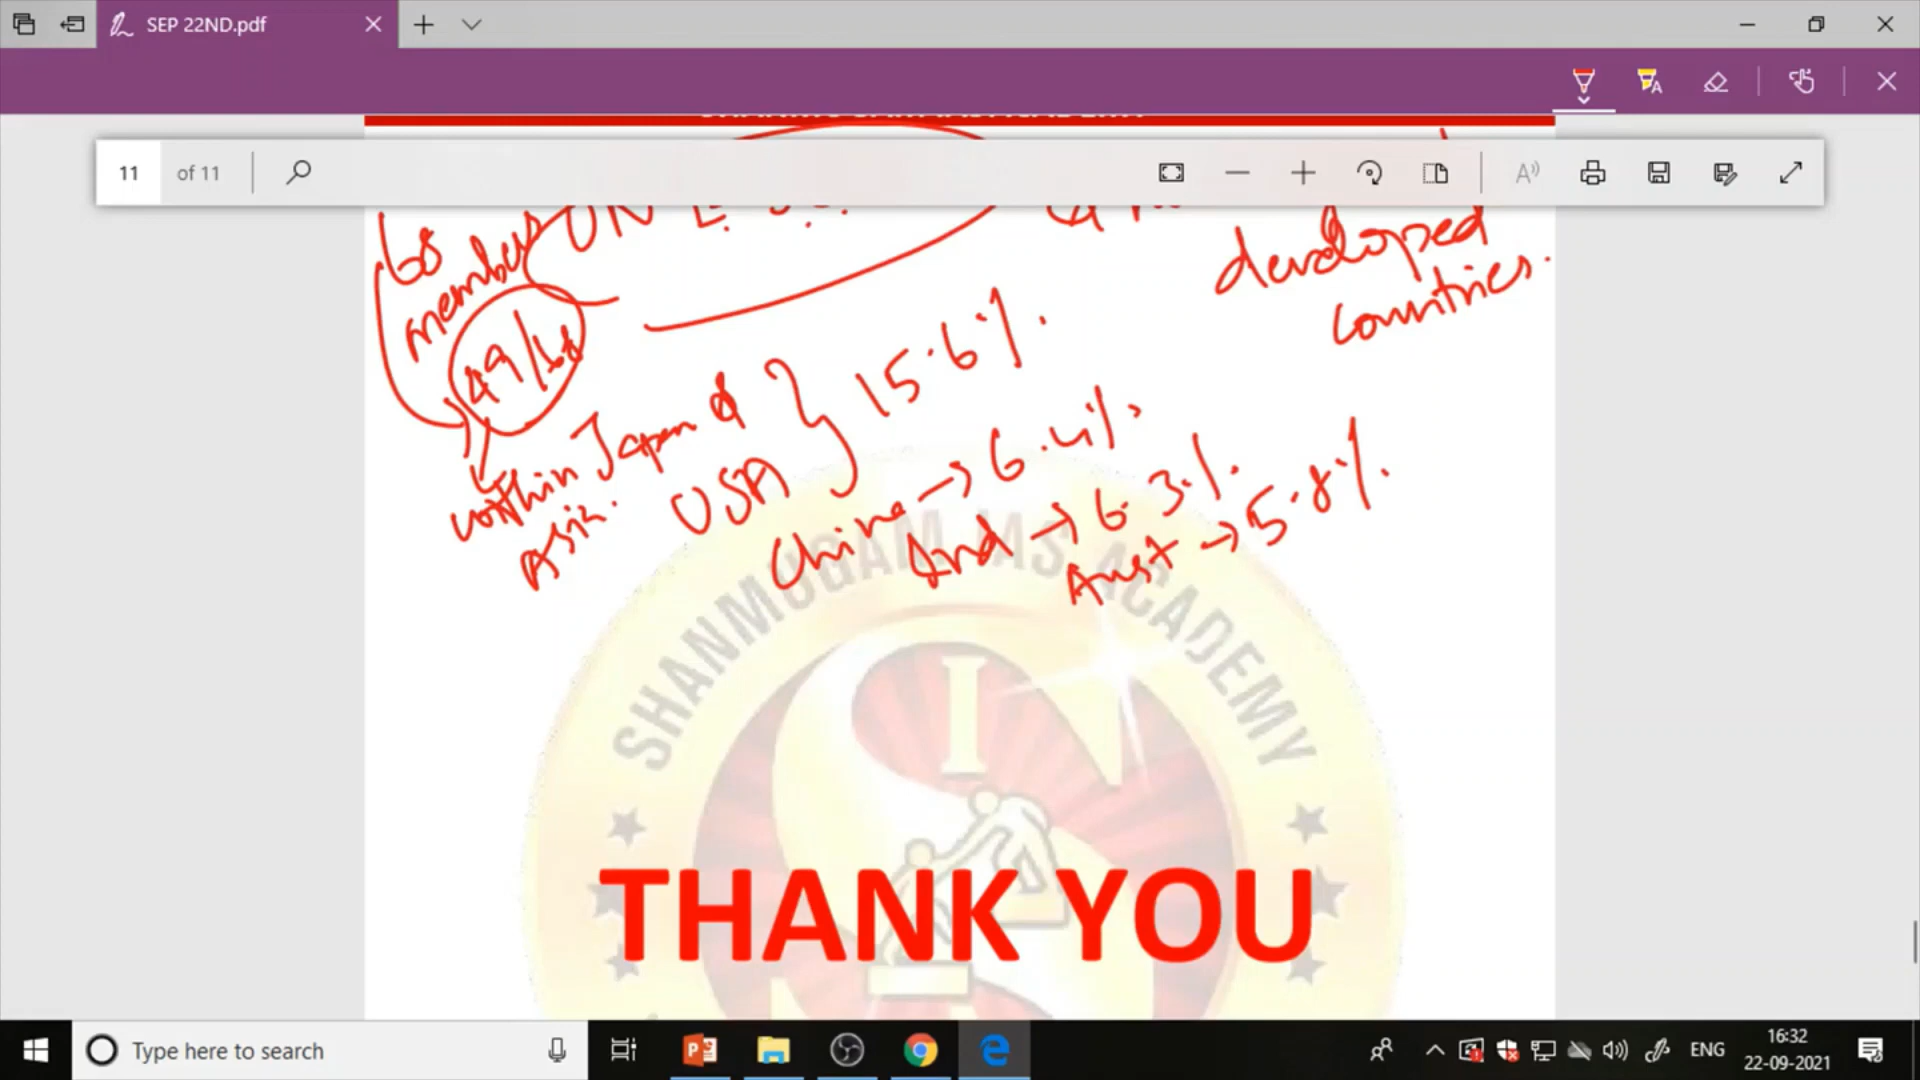 SEP 22ND.pdf
11 of 11
68
members UN
developed
countries.
49/68
within
Asia.
Japan &
USA } 15.6%.
China → 6.4%
Ind → 6.3%.
Aust → 5.8%.
SHANMUGAM IAS ACADEMY
THANK YOU
Type here to search
ENG
16:32
22-09-2021